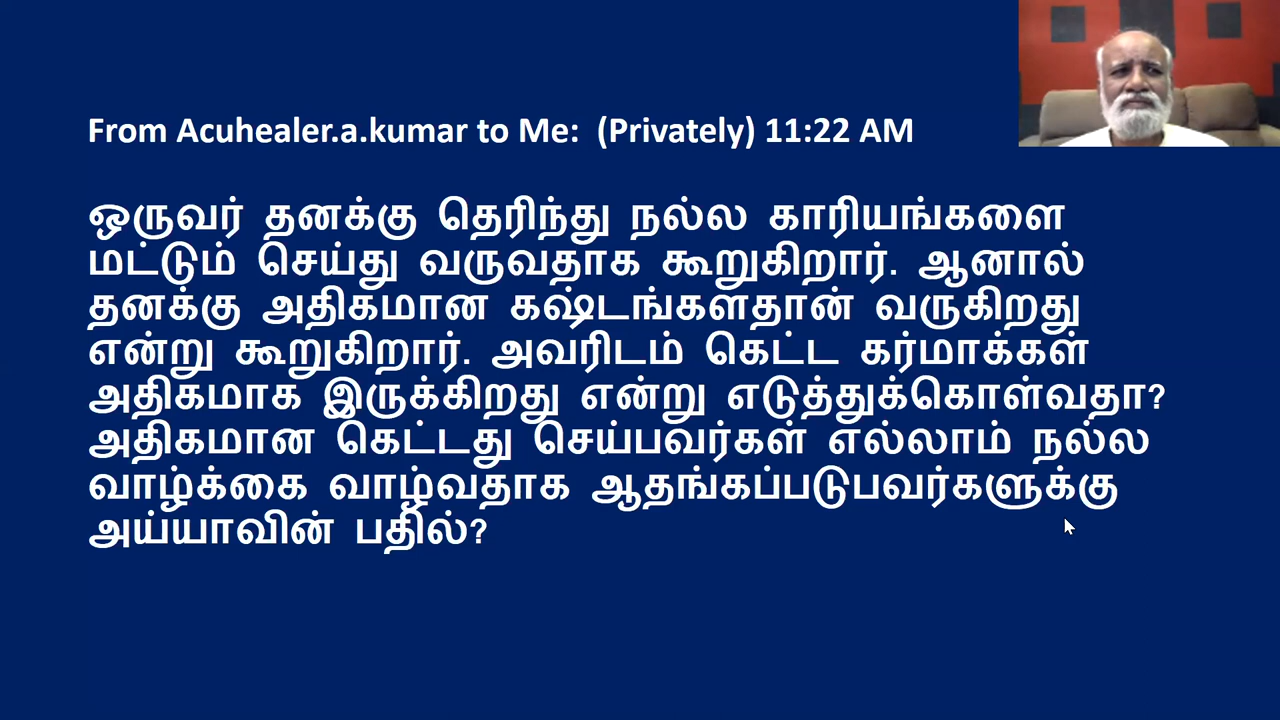 From Acuhealer.a.kumar to Me: (Privately) 11:22 AM
ஒருவர் தனக்கு தெரிந்து நல்ல காரியங்களை
மட்டும் செய்து வருவதாக கூறுகிறார். ஆனால்
தனக்கு அதிகமான கஷ்டங்களதான் வருகிறது
என்று கூறுகிறார். அவரிடம் கெட்ட கர்மாக்கள்
அதிகமாக இருக்கிறது என்று எடுத்துக்கொள்வதா?
அதிகமான கெட்டது செய்பவர்கள் எல்லாம் நல்ல
வாழ்க்கை வாழ்வதாக ஆதங்கப்படுபவர்களுக்கு
அய்யாவின் பதில்?